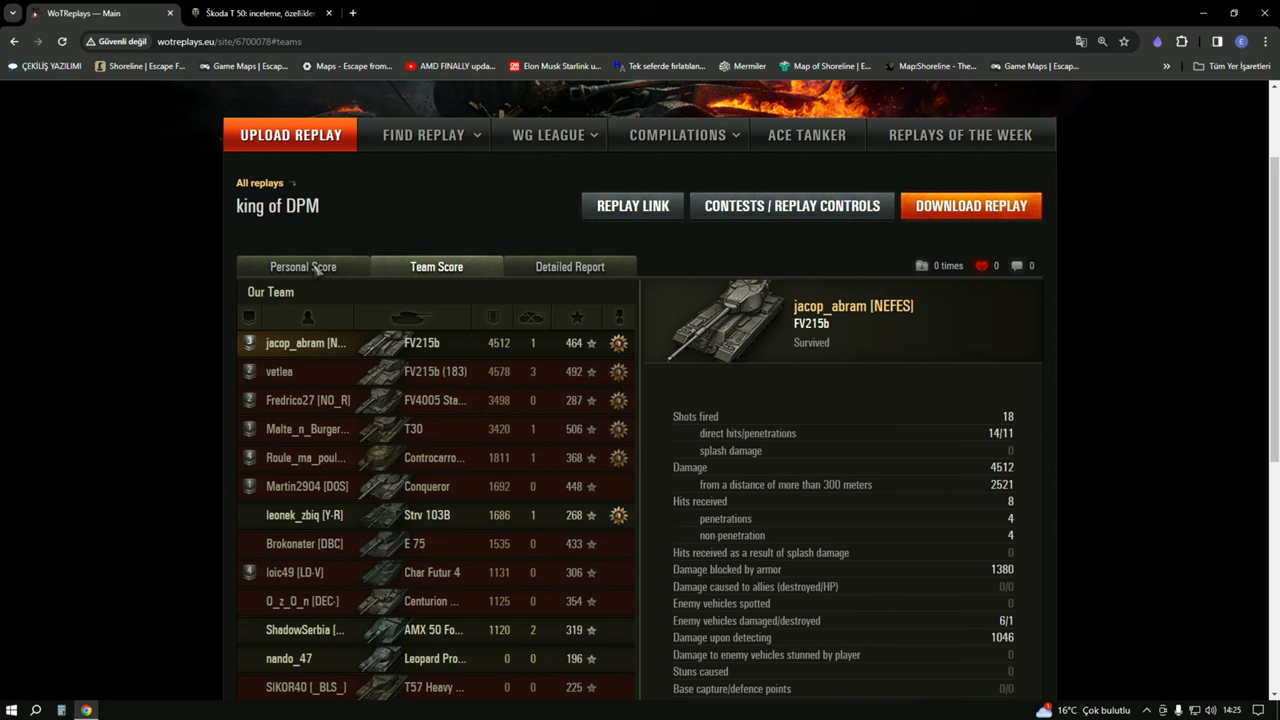 WoTReplays — Main
Škoda T 50: inceleme, özellikler,
Güvenli değil
wotreplays.eu/site/6700078#teams
ÇEKİLİŞ YAZILIMI
Shoreline | Escape F...
Game Maps | Escap...
Maps - Escape from...
AMD FINALLY upda...
Elon Musk Starlink u...
Tek seferde fırlatılan...
Mermiler
Map of Shoreline | E...
Map:Shoreline - The...
Game Maps | Escap...
Tüm Yer İşaretleri
UPLOAD REPLAY
FIND REPLAY
WG LEAGUE
COMPILATIONS
ACE TANKER
REPLAYS OF THE WEEK
All replays
king of DPM
REPLAY LINK
CONTESTS / REPLAY CONTROLS
DOWNLOAD REPLAY
Personal Score
Team Score
Detailed Report
0 times
0
0
Our Team
3 jacop_abram [N... FV215b 4512 1 464
2 vetlea FV215b (183) 4578 3 492
2 Fredrico27 [NO_R] FV4005 Sta... 3498 0 287
1 Malte_n_Burger... T30 3420 1 506
4 Roule_ma_poul... Controcarro... 1811 1 368
1 Martin2904 [DOS] Conqueror 1692 0 448
leonek_zbiq [Y-R] Strv 103B 1686 1 268
Brokonater [DBC] E 75 1535 0 433
4 loic49 [LD-V] Char Futur 4 1131 0 306
O_z_O_n [DEC-] Centurion ... 1125 0 354
ShadowSerbia [... AMX 50 Fo... 1120 2 319
nando_47 Leopard Pro... 0 0 196
SIKOR40 [_BLS_] T57 Heavy ... 0 0 225
jacop_abram [NEFES]
FV215b
Survived
Shots fired 18
direct hits/penetrations 14/11
splash damage 0
Damage 4512
from a distance of more than 300 meters 2521
Hits received 8
penetrations 4
non-penetration 4
Hits received as a result of splash damage 0
Damage blocked by armor 1380
Damage caused to allies (destroyed/HP) 0/0
Enemy vehicles spotted 0
Enemy vehicles damaged/destroyed 6/1
Damage upon detecting 1046
Damage to enemy vehicles stunned by player 0
Stuns caused 0
Base capture/defence points 0/0
16°C Çok bulutlu
14:25